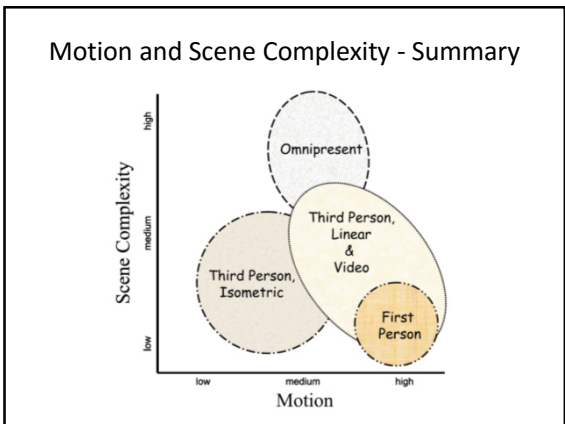 Motion and Scene Complexity - Summary
high
medium
low
Scene Complexity
Omnipresent
Third Person,
Linear
&
Video
Third Person,
Isometric
First
Person
low
medium
high
Motion